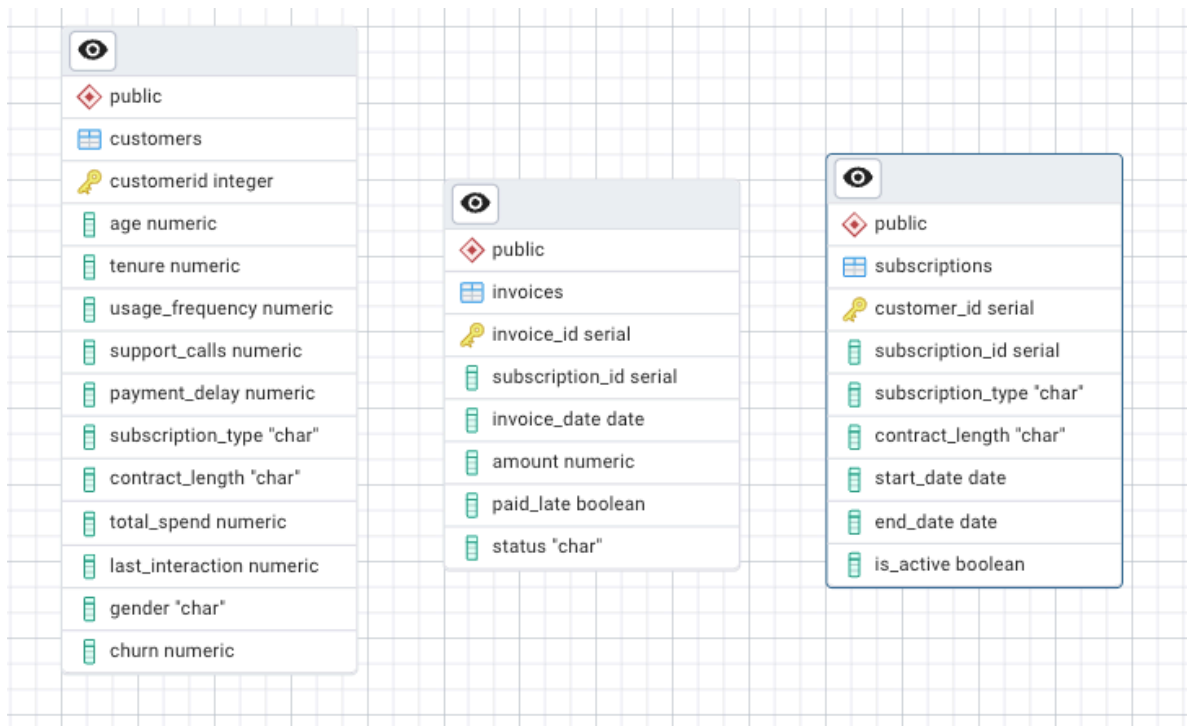 public
customers
customerid integer
age numeric
tenure numeric
usage_frequency numeric
support_calls numeric
payment_delay numeric
subscription_type "char"
contract_length "char"
total_spend numeric
last_interaction numeric
gender "char"
churn numeric
public
invoices
invoice_id serial
subscription_id serial
invoice_date date
amount numeric
paid_late boolean
status "char"
public
subscriptions
customer_id serial
subscription_id serial
subscription_type "char"
contract_length "char"
start_date date
end_date date
is_active boolean